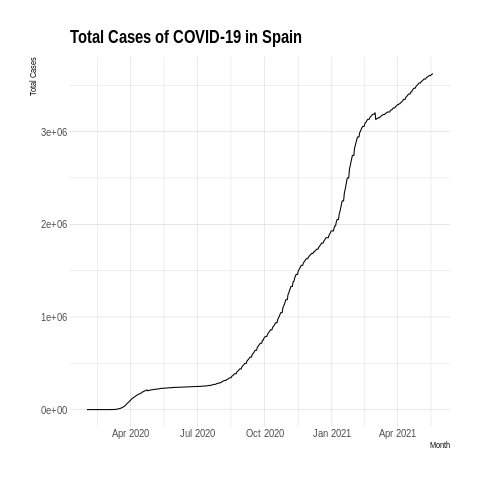 Total Cases of COVID-19 in Spain
Total Cases
3e+06
2e+06
1e+06
0e+00
Apr 2020 Jul 2020 Oct 2020 Jan 2021 Apr 2021
Month